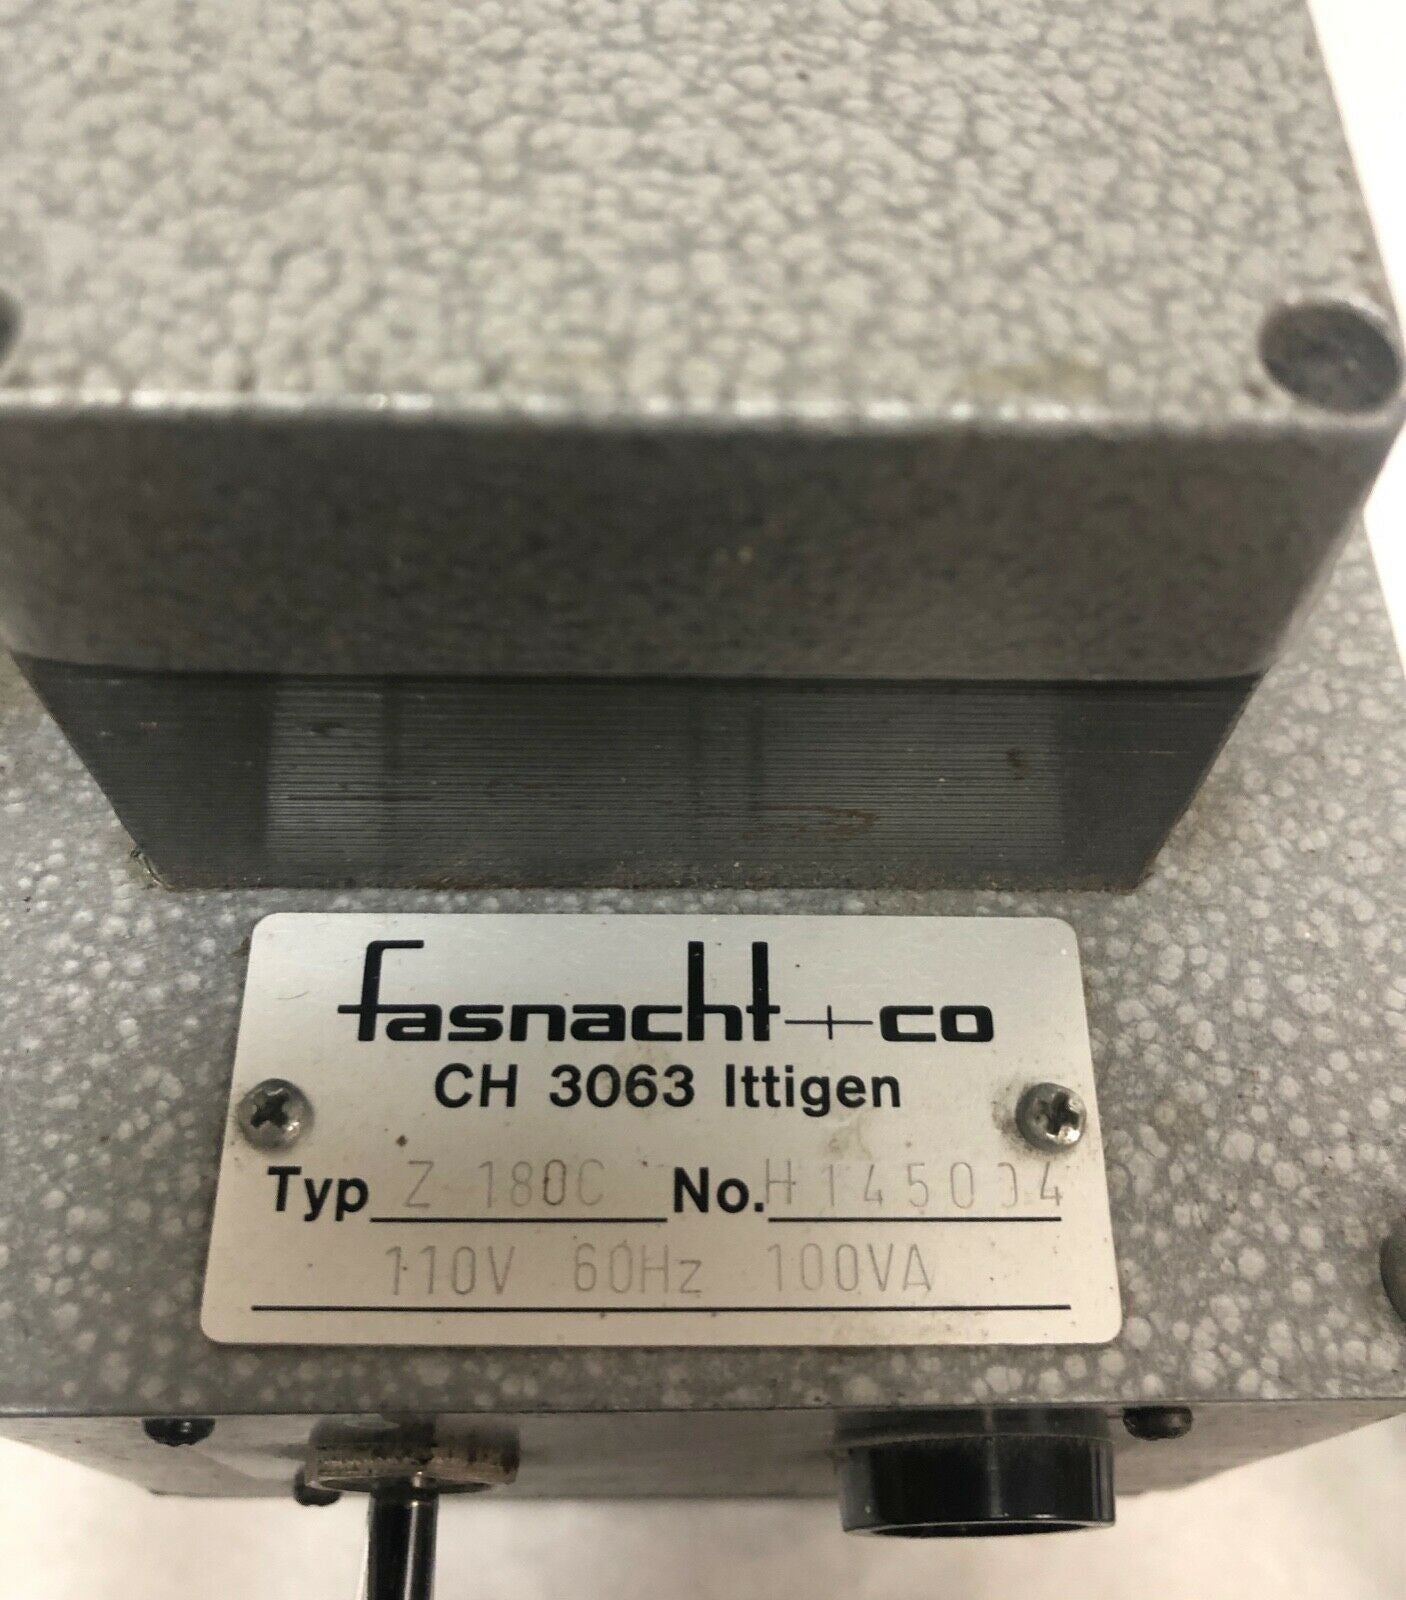 fasnacht+co
CH 3063 Ittigen
Typ Z 180C No. H145004
110V 60Hz 100VA